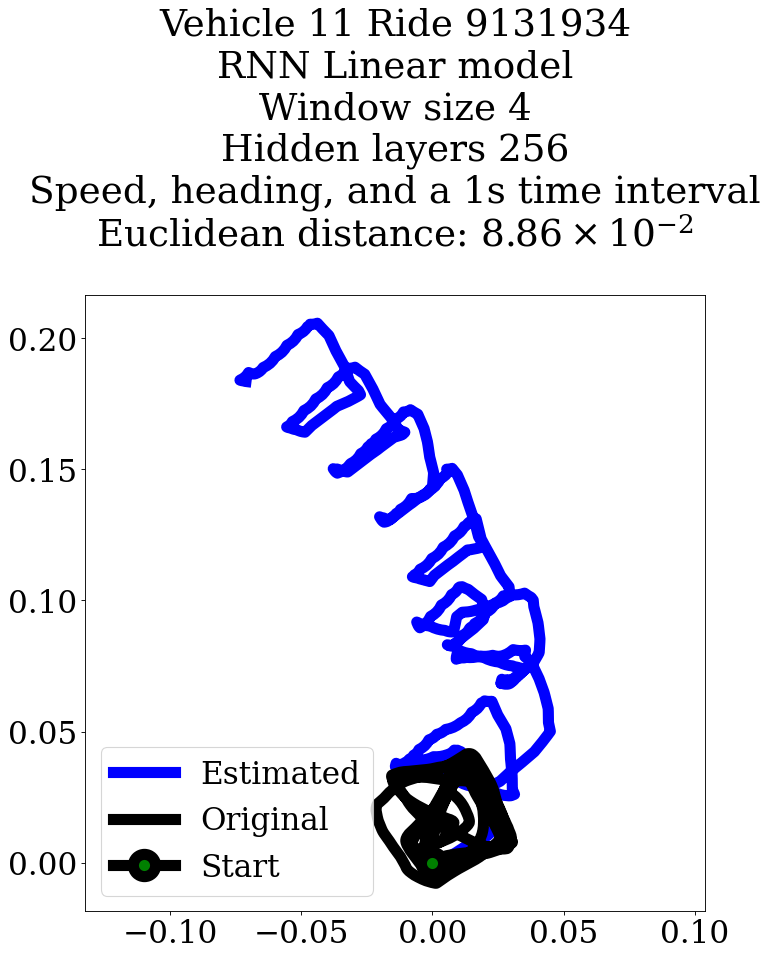 Vehicle 11 Ride 9131934
RNN Linear model
Window size 4
Hidden layers 256
Speed, heading, and a 1s time interval
Euclidean distance: 8.86 × 10⁻²
0.20
0.15
0.10
0.05
0.00
Estimated
Original
Start
−0.10 −0.05 0.00 0.05 0.10